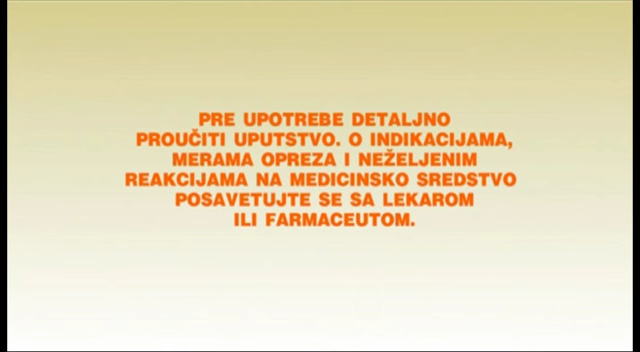 PRE UPOTREBE DETALJNO
PROUČITI UPUTSTVO. O INDIKACIJAMA,
MERAMA OPREZA I NEŽELJENIM
REAKCIJAMA NA MEDICINSKO SREDSTVO
POSAVETUJTE SE SA LEKAROM
ILI FARMACEUTOM.